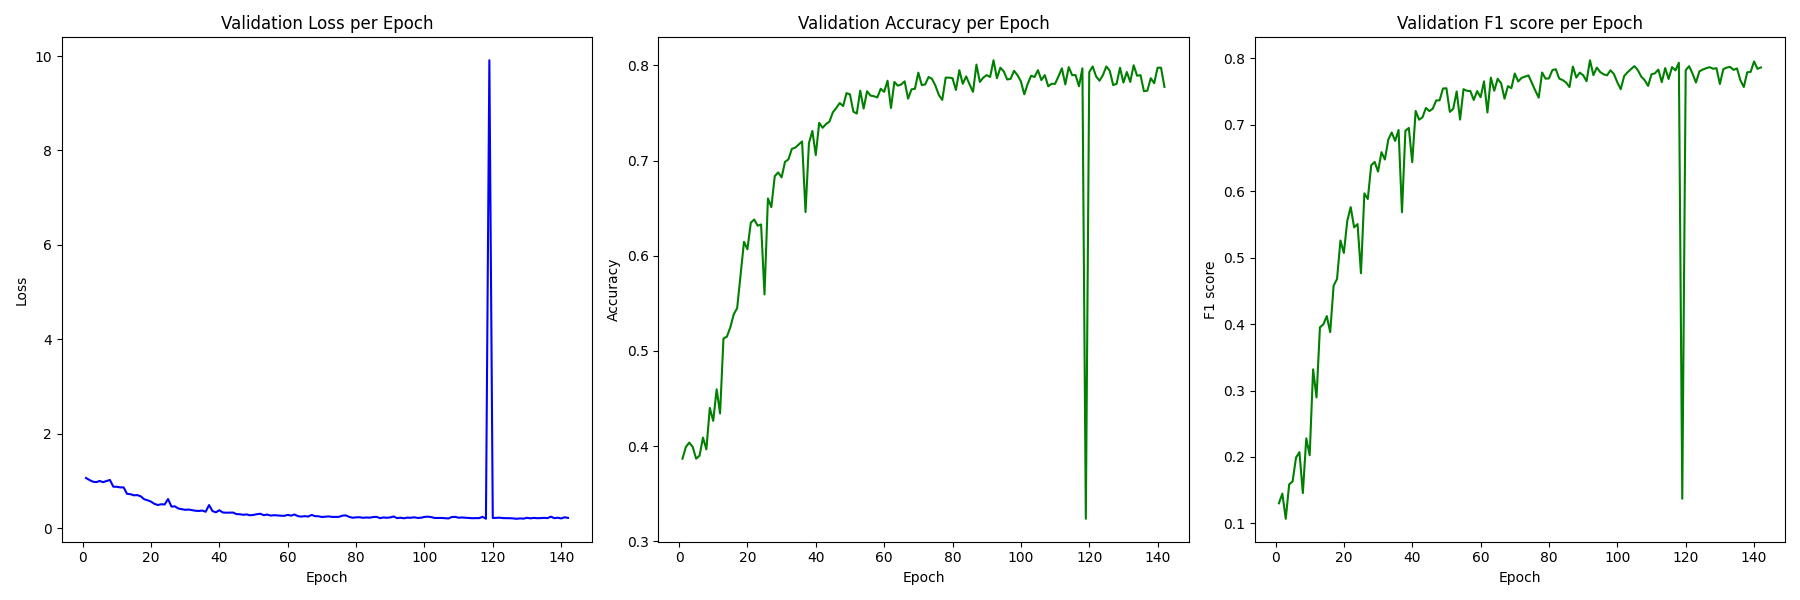 Validation Loss per Epoch
Loss
10
8
6
4
2
0
0 20 40 60 80 100 120 140
Epoch
Validation Accuracy per Epoch
Accuracy
0.8
0.7
0.6
0.5
0.4
0.3
0 20 40 60 80 100 120 140
Epoch
Validation F1 score per Epoch
F1 score
0.8
0.7
0.6
0.5
0.4
0.3
0.2
0.1
0 20 40 60 80 100 120 140
Epoch